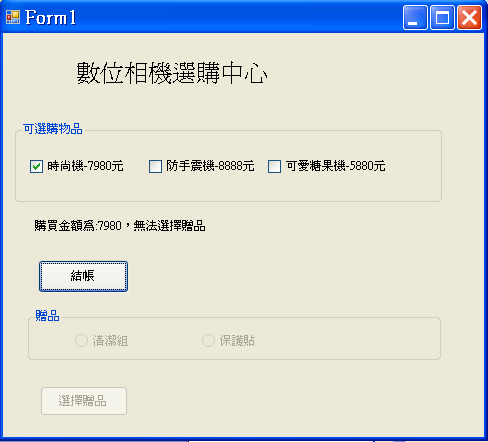 Form1
數位相機選購中心
可選購物品
時尚機-7980元 防手震機-8888元 可愛糖果機-5880元
購買金額為:7980，無法選擇贈品
結帳
贈品
清潔組 保護貼
選擇贈品